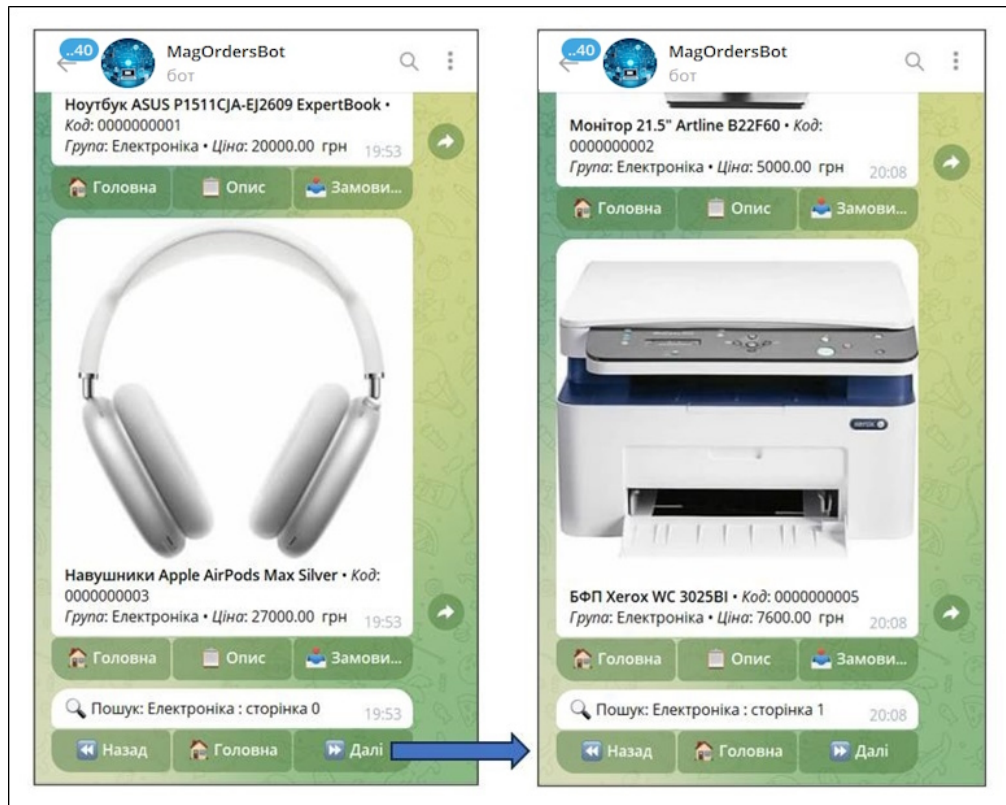 ..40
MagOrdersBot
бот
Ноутбук ASUS P1511CJA-EJ2609 ExpertBook •
Код: 0000000001
Група: Електроніка • Ціна: 20000.00 грн 19:53
Головна Опис Замови...
Навушники Apple AirPods Max Silver • Код:
0000000003
Група: Електроніка • Ціна: 27000.00 грн 19:53
Головна Опис Замови...
Пошук: Електроніка : сторінка 0 19:53
Назад Головна Далі
..40
MagOrdersBot
бот
Монітор 21.5" Artline B22F60 • Код:
0000000002
Група: Електроніка • Ціна: 5000.00 грн 20:08
Головна Опис Замови...
xerox
БФП Xerox WC 3025BI • Код: 0000000005
Група: Електроніка • Ціна: 7600.00 грн 20:08
Головна Опис Замови...
Пошук: Електроніка : сторінка 1 20:08
Назад Головна Далі